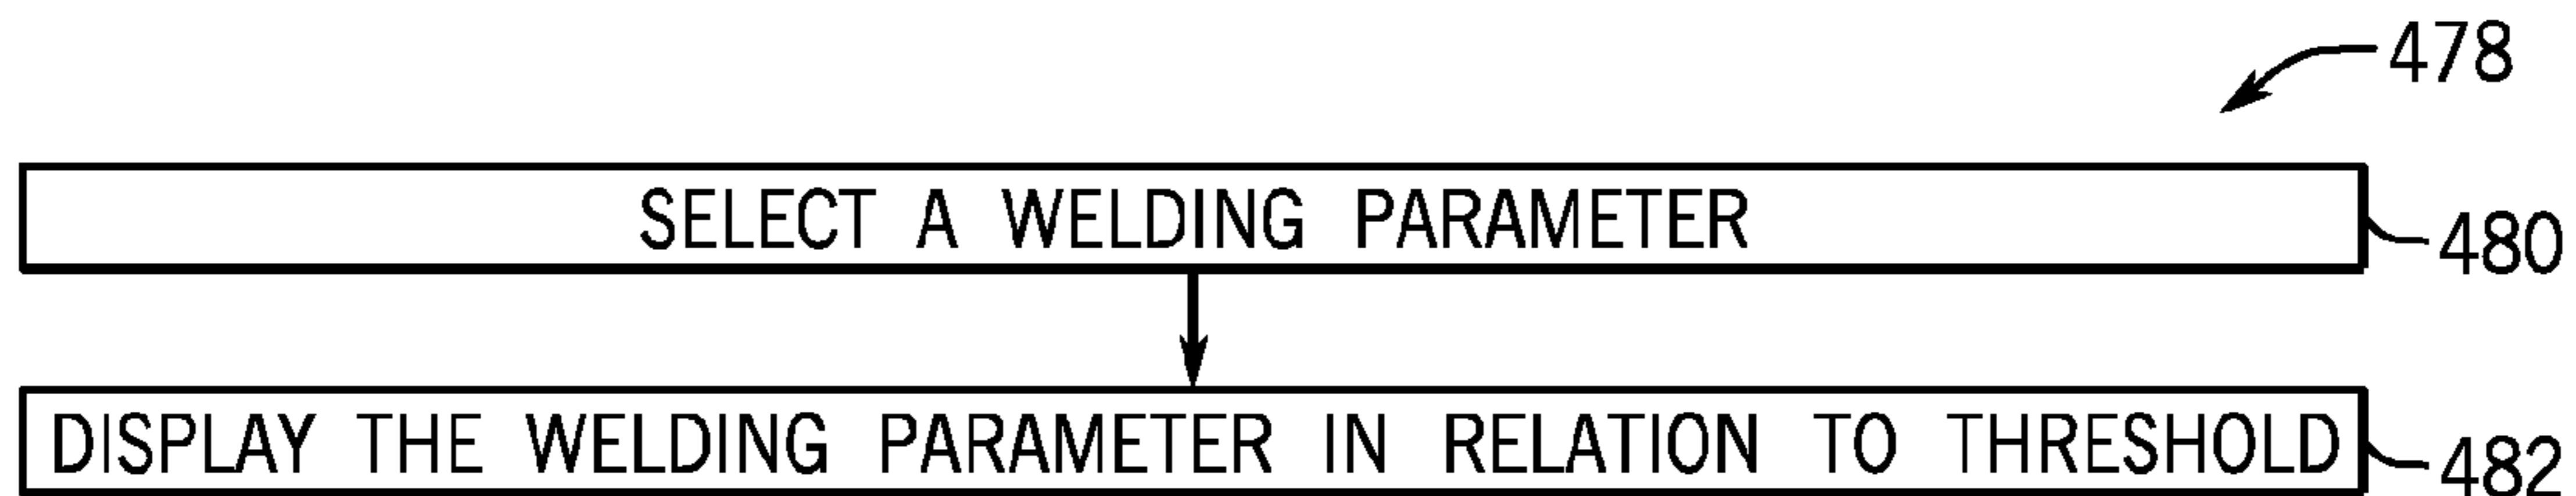 478
SELECT A WELDING PARAMETER
480
DISPLAY THE WELDING PARAMETER IN RELATION TO THRESHOLD
482